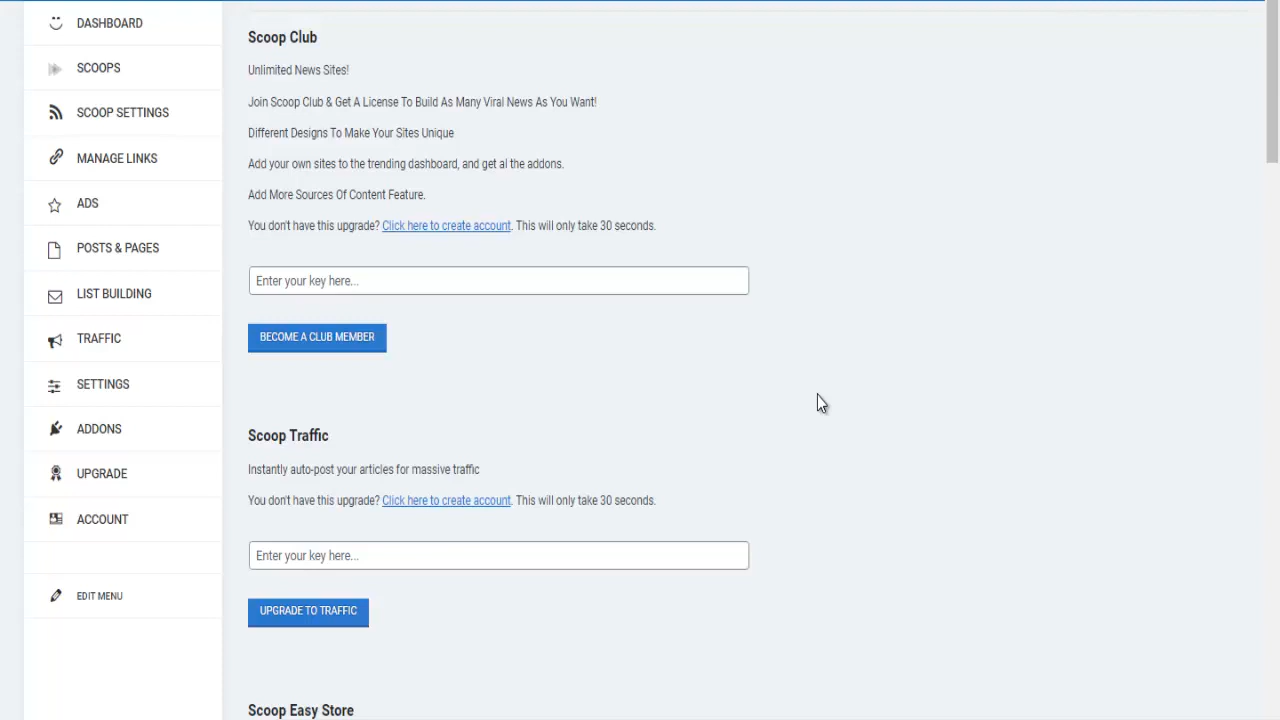 DASHBOARD
SCOOPS
SCOOP SETTINGS
MANAGE LINKS
ADS
POSTS & PAGES
LIST BUILDING
TRAFFIC
SETTINGS
ADDONS
UPGRADE
ACCOUNT
EDIT MENU
Scoop Club
Unlimited News Sites!
Join Scoop Club & Get A License To Build As Many Viral News As You Want!
Different Designs To Make Your Sites Unique
Add your own sites to the trending dashboard, and get al the addons.
Add More Sources Of Content Feature.
You don't have this upgrade? Click here to create account. This will only take 30 seconds.
Enter your key here...
BECOME A CLUB MEMBER
Scoop Traffic
Instantly auto-post your articles for massive traffic
You don't have this upgrade? Click here to create account. This will only take 30 seconds.
Enter your key here...
UPGRADE TO TRAFFIC
Scoop Easy Store